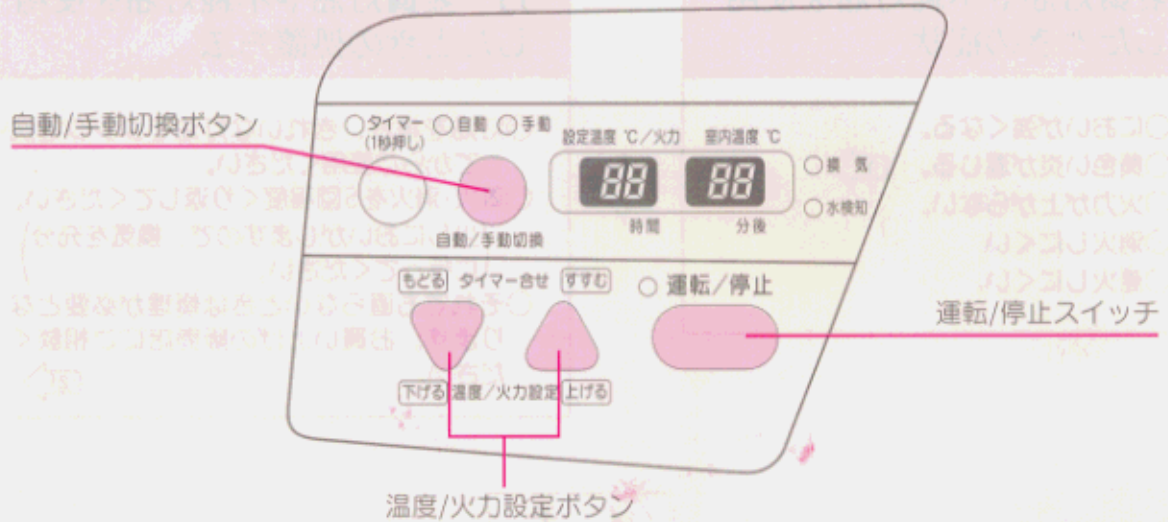 自動/手動切換ボタン
タイマー
(1秒押し)
自動
手動
設定温度 ℃/火力
室内温度 ℃
88
88
換 気
水検知
時間
分後
自動/手動切換
もどる タイマー合せ すすむ
運転/停止
運転/停止スイッチ
下げる 温度/火力設定 上げる
温度/火力設定ボタン